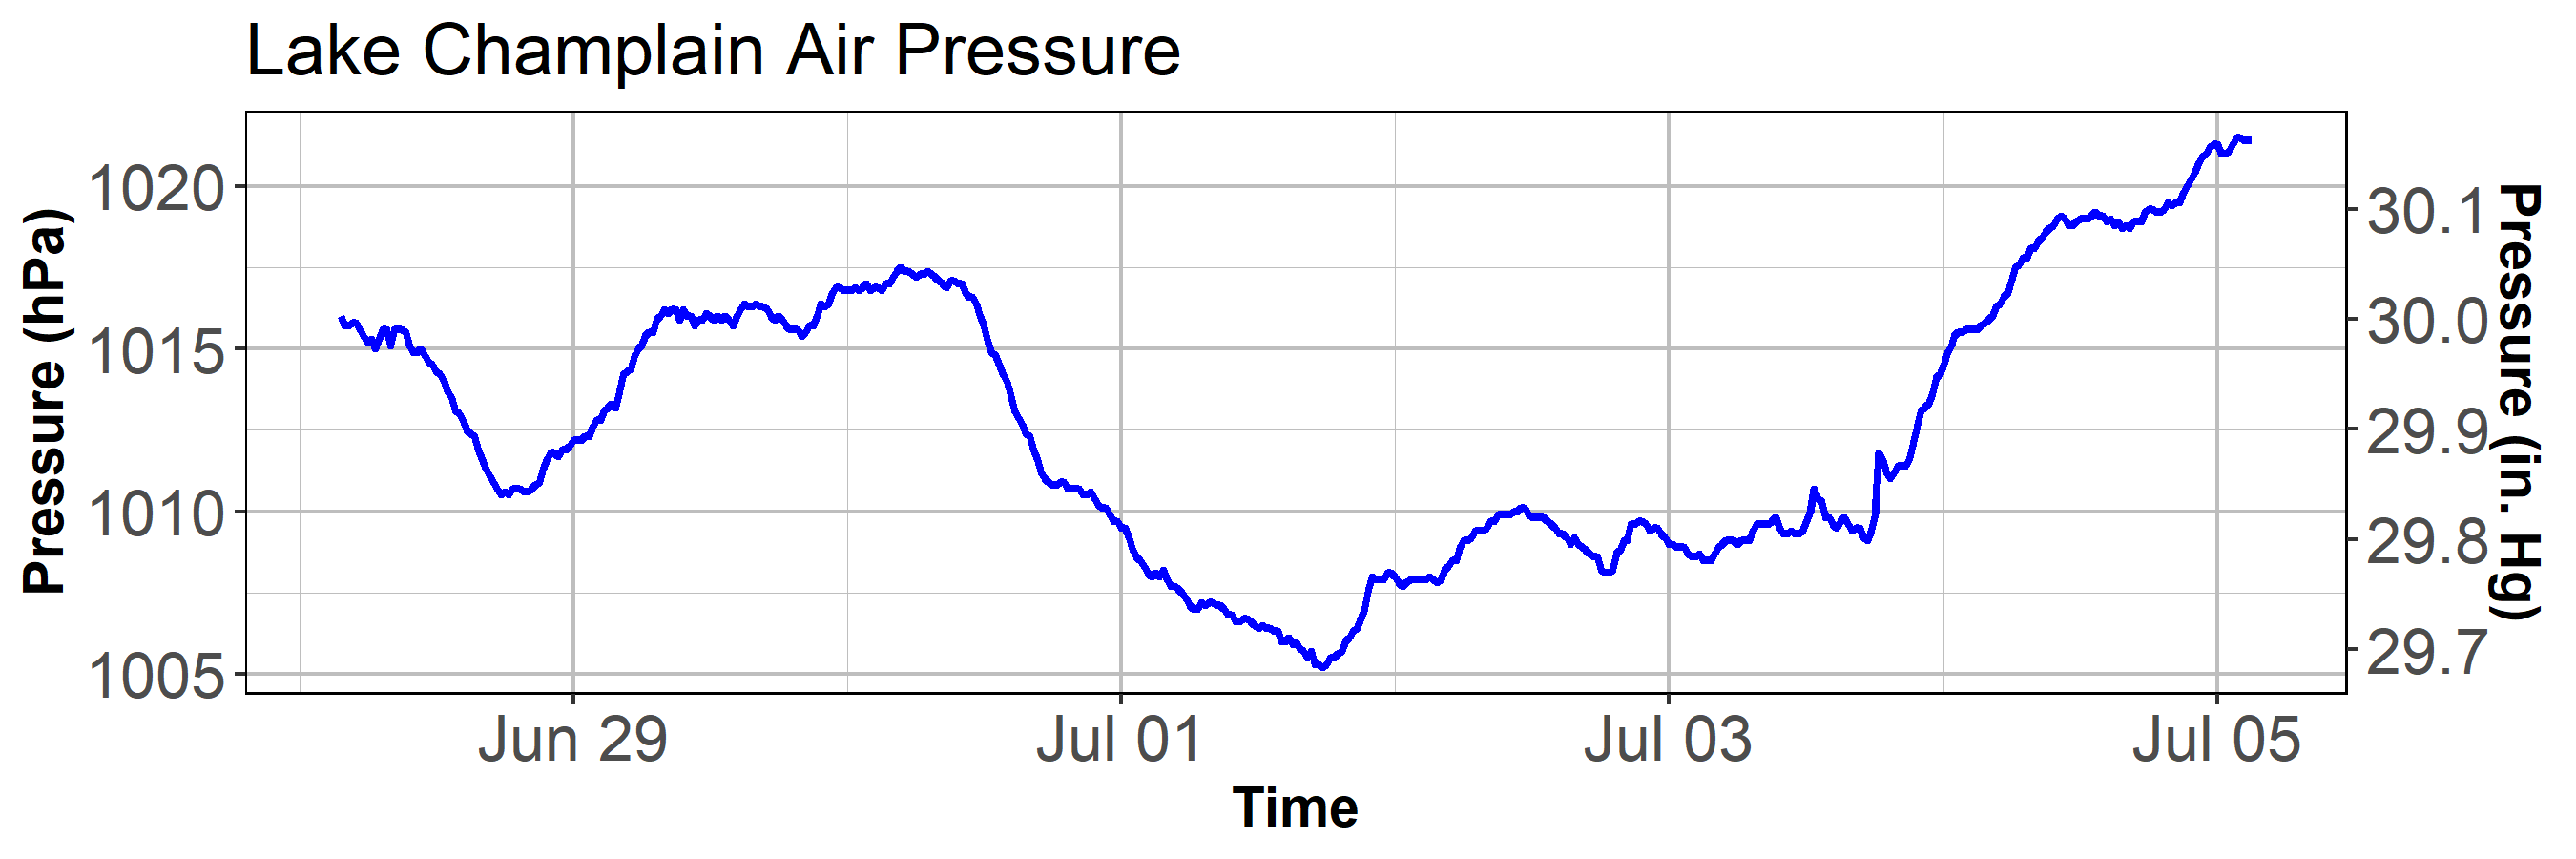 Lake Champlain Air Pressure
Pressure (hPa)
1020
1015
1010
1005
30.1
30.0
29.9
29.8
29.7
Pressure (in. Hg)
Jun 29
Jul 01
Jul 03
Jul 05
Time